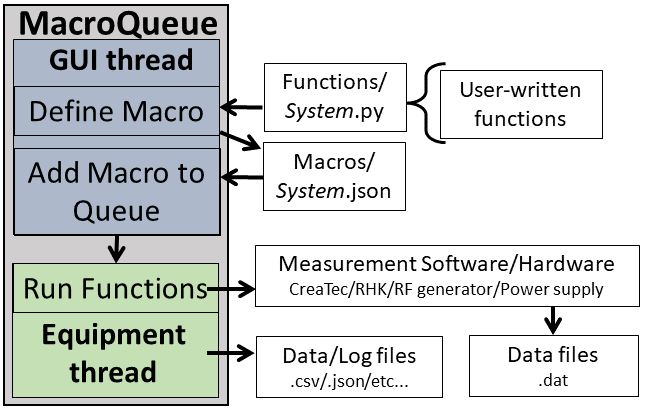 MacroQueue
GUI thread
Define Macro
Functions/
System.py
User-written
functions
Macros/
System.json
Add Macro to
Queue
Run Functions
Measurement Software/Hardware
CreaTec/RHK/RF generator/Power supply
Equipment
thread
Data/Log files
.csv/.json/etc...
Data files
.dat